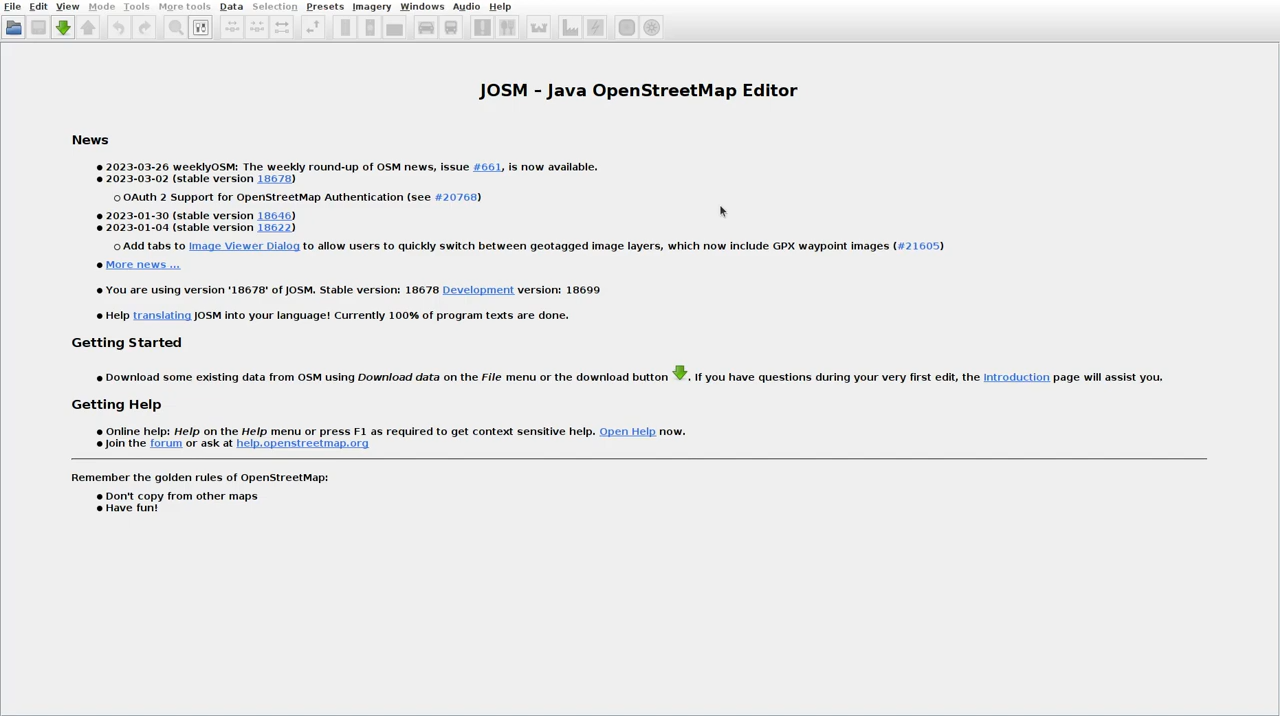 File Edit View Mode Tools More tools Data Selection Presets Imagery Windows Audio Help
JOSM – Java OpenStreetMap Editor
News
2023-03-26 weeklyOSM: The weekly round-up of OSM news, issue #661, is now available.
2023-03-02 (stable version 18678)
OAuth 2 Support for OpenStreetMap Authentication (see #20768)
2023-01-30 (stable version 18646)
2023-01-04 (stable version 18622)
Add tabs to Image Viewer Dialog to allow users to quickly switch between geotagged image layers, which now include GPX waypoint images (#21605)
More news ...
You are using version '18678' of JOSM. Stable version: 18678 Development version: 18699
Help translating JOSM into your language! Currently 100% of program texts are done.
Getting Started
Download some existing data from OSM using Download data on the File menu or the download button . If you have questions during your very first edit, the Introduction page will assist you.
Getting Help
Online help: Help on the Help menu or press F1 as required to get context sensitive help. Open Help now.
Join the forum or ask at help.openstreetmap.org
Remember the golden rules of OpenStreetMap:
Don't copy from other maps
Have fun!